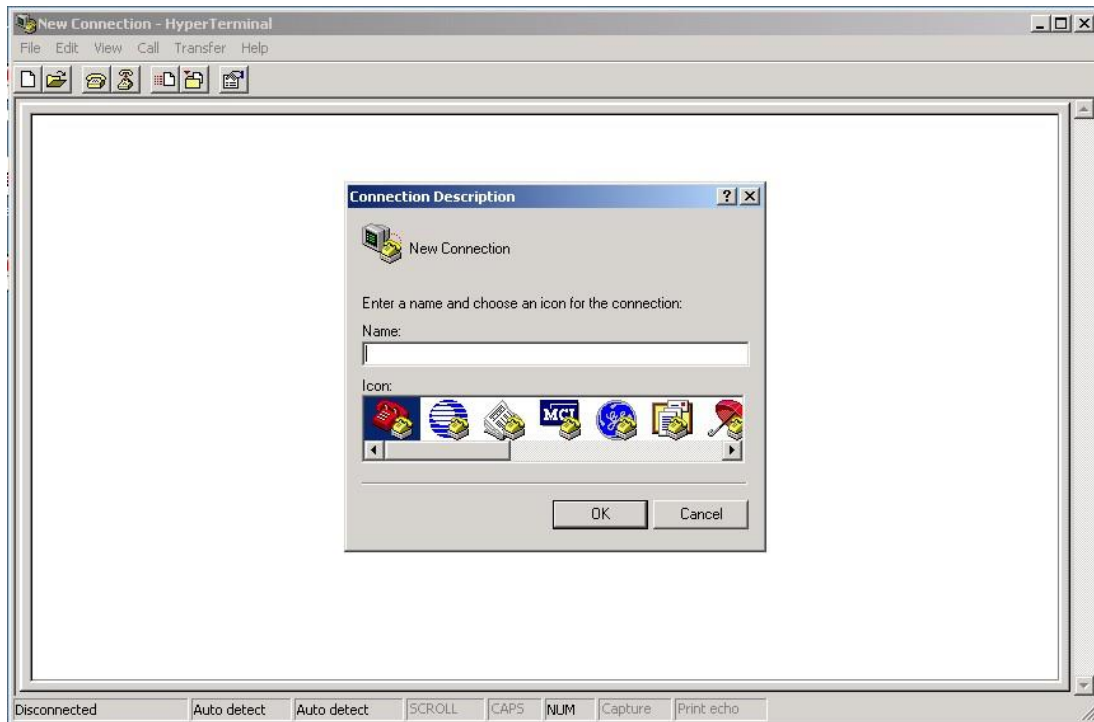 New Connection - HyperTerminal
File Edit View Call Transfer Help
Connection Description
New Connection
Enter a name and choose an icon for the connection:
Name:
Icon:
MCI
OK Cancel
Disconnected Auto detect Auto detect SCROLL CAPS NUM Capture Print echo